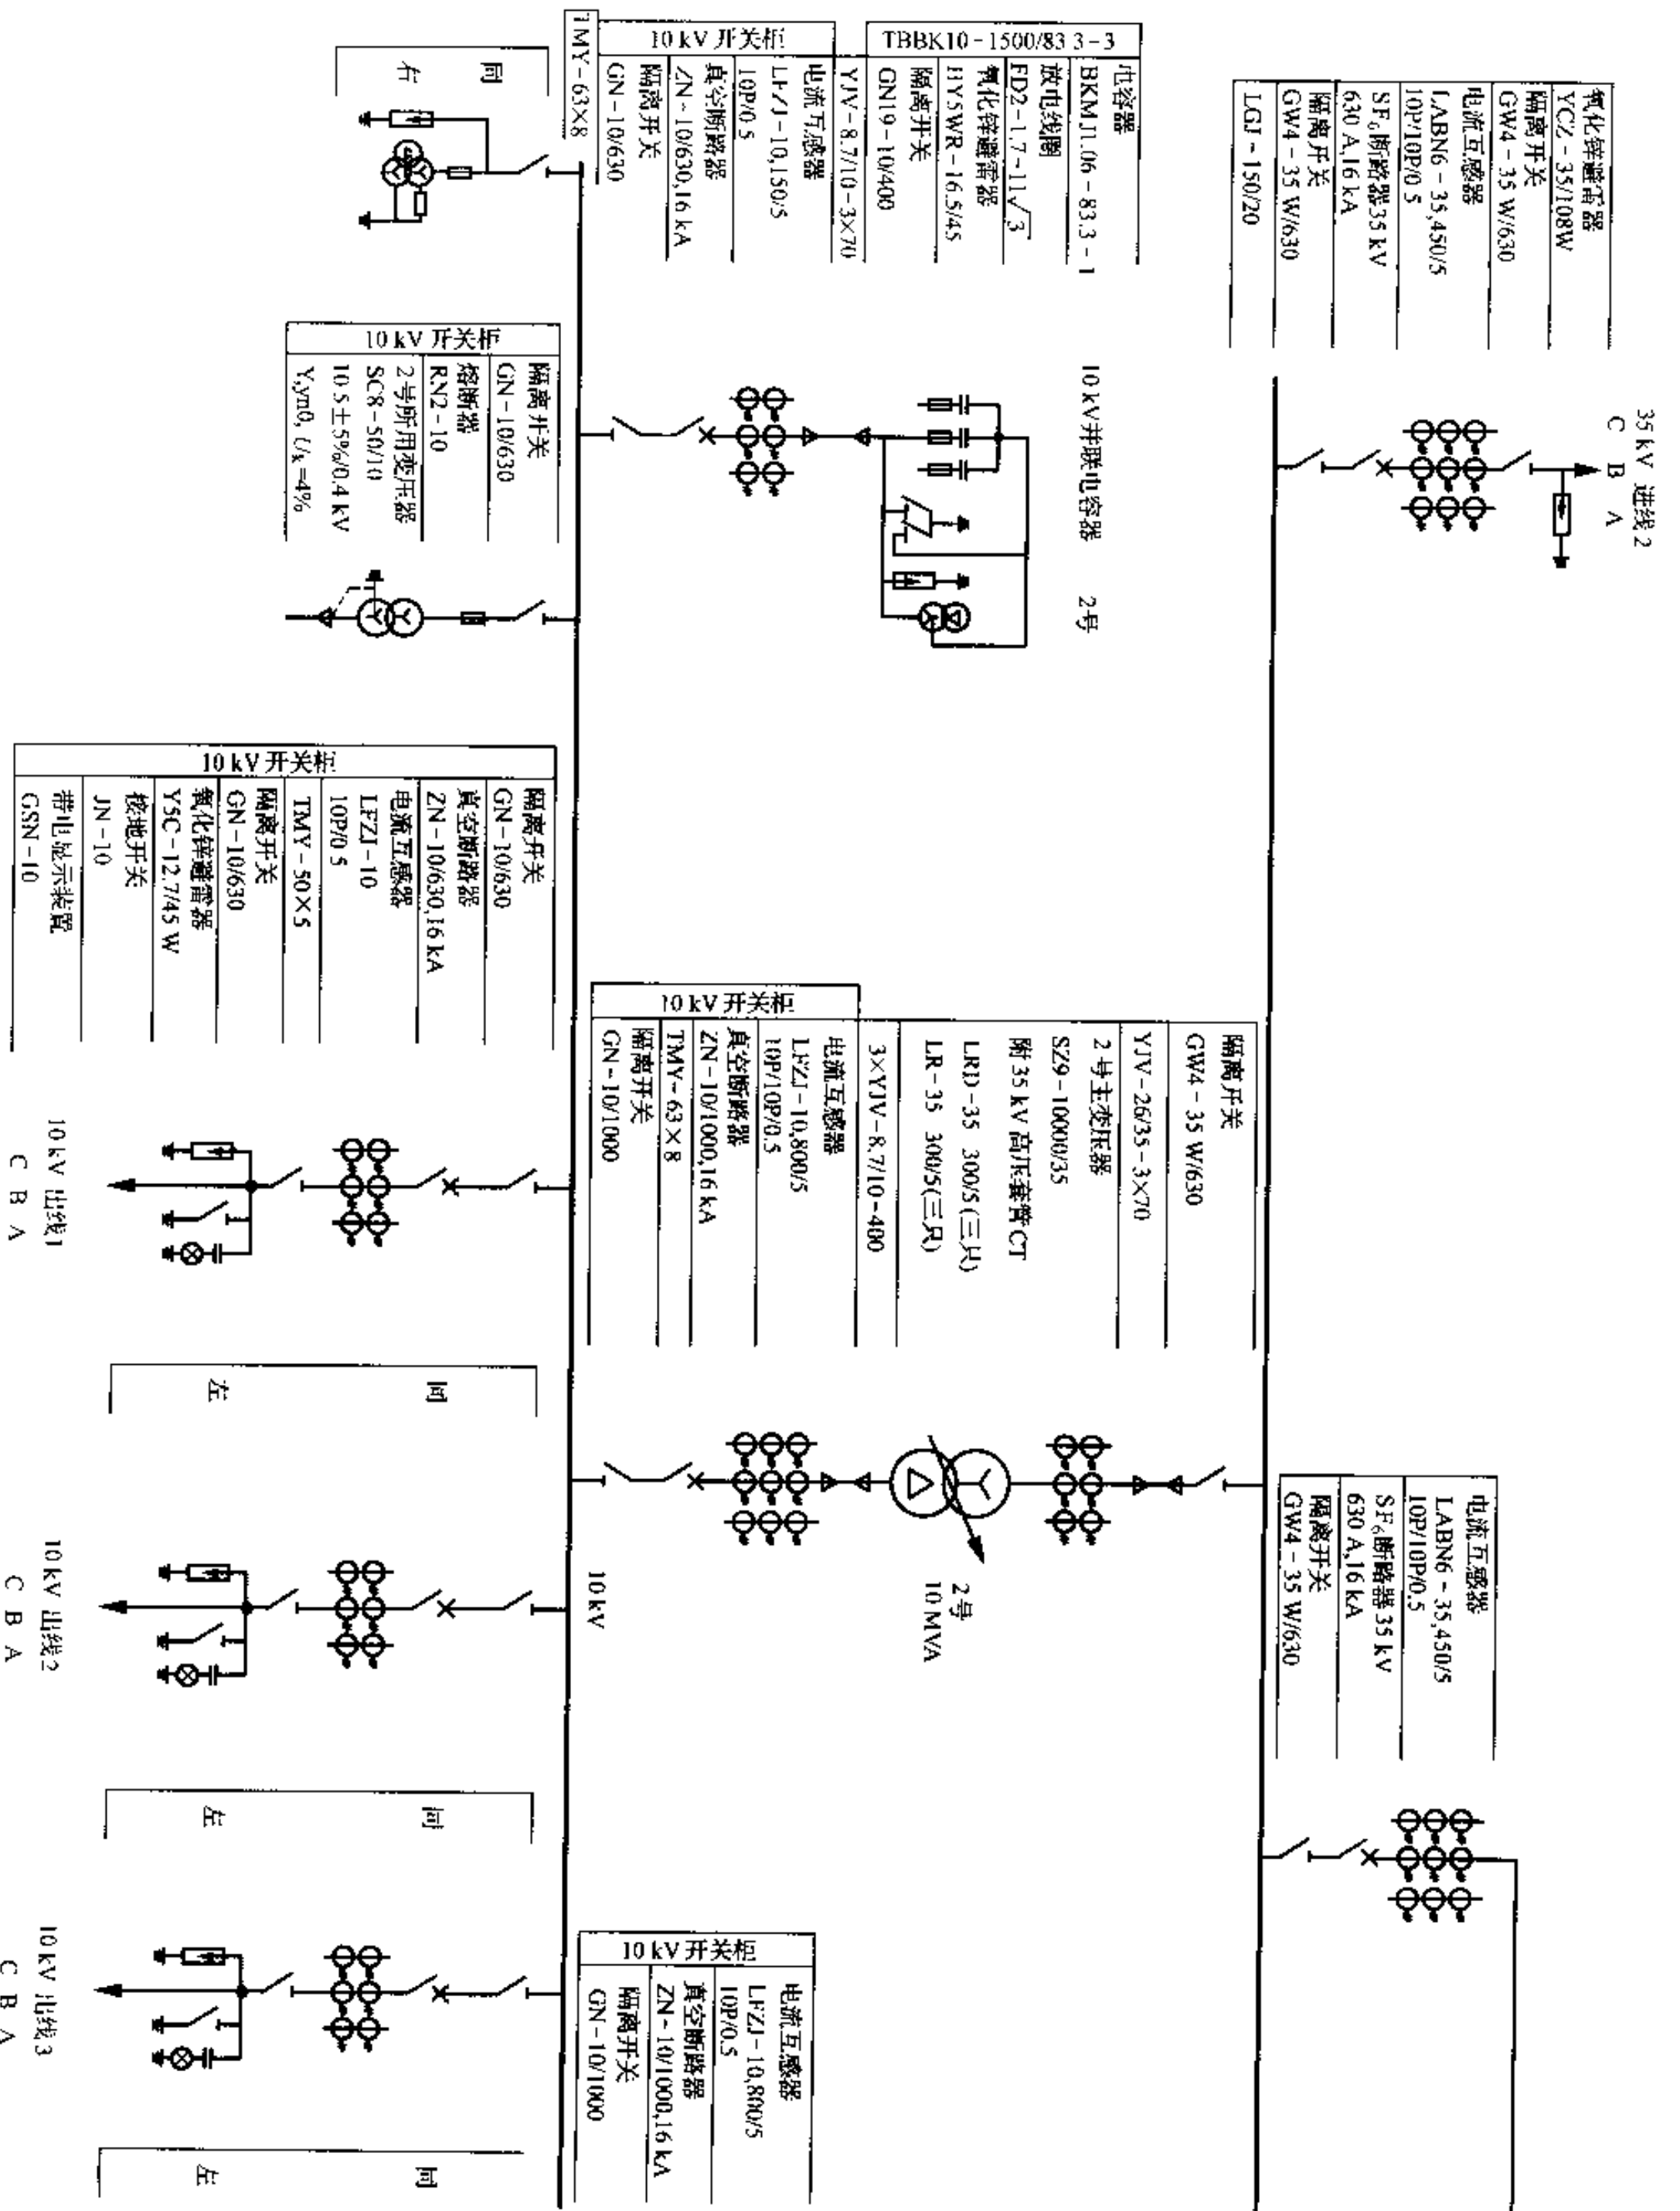 35 kV 进线2
C B A
氧化锌避雷器
YCZ-35/108W
隔离开关
GW4-35 W/630
电流互感器
LABN6-35,450/5
10P/10P/0.5
SF₆断路器35 kV
630 A,16 kA
隔离开关
GW4-35 W/630
LGJ-150/20
电流互感器
LABN6-35,450/5
10P/10P/0.5
SF₆断路器35 kV
630 A,16 kA
隔离开关
GW4-35 W/630
TBBK10-1500/83.3-3
电容器
BKMJ1.06-83.3-1
放电线圈
FD2-1.7-11√3
氧化锌避雷器
HY5WR-16.5/45
隔离开关
GN19-10/400
YJV-8.7/10-3×70
10 kV 开关柜
电流互感器
LFZJ-10,150/5
10P/0.5
真空断路器
ZN-10/630,16 kA
隔离开关
GN-10/630
TMY-63×8
10 kV并联电容器 2号
隔离开关
GW4-35 W/630
YJV-26/35-3×70
2号主变压器
SZ9-10000/35
附 35 kV 高压套管CT
LRD-35 300/5(三只)
LR-35 300/5(三只)
3×YJV-8.7/10-400
10 kV 开关柜
电流互感器
LFZJ-10,800/5
10P/10P/0.5
真空断路器
ZN-10/1000,16 kA
TMY-63×8
隔离开关
GN-10/1000
2号
10 MVA
10 kV
10 kV 开关柜
电流互感器
LFZJ-10,800/5
10P/0.5
真空断路器
ZN-10/1000,16 kA
隔离开关
GN-10/1000
同
右
10 kV 开关柜
隔离开关
GN-10/630
熔断器
RN2-10
2号所用变压器
SC8-50/10
10.5±5%/0.4 kV
Y,yn0, Uk=4%
10 kV 开关柜
隔离开关
GN-10/630
真空断路器
ZN-10/630,16 kA
电流互感器
LFZJ-10
10P/0.5
TMY-50×5
隔离开关
GN-10/630
氧化锌避雷器
Y5C-12.7/45 W
接地开关
JN-10
带电显示装置
GSN-10
10 kV 出线1
C B A
同
左
10 kV 出线2
C B A
同
左
10 kV 出线3
C B A
同
左